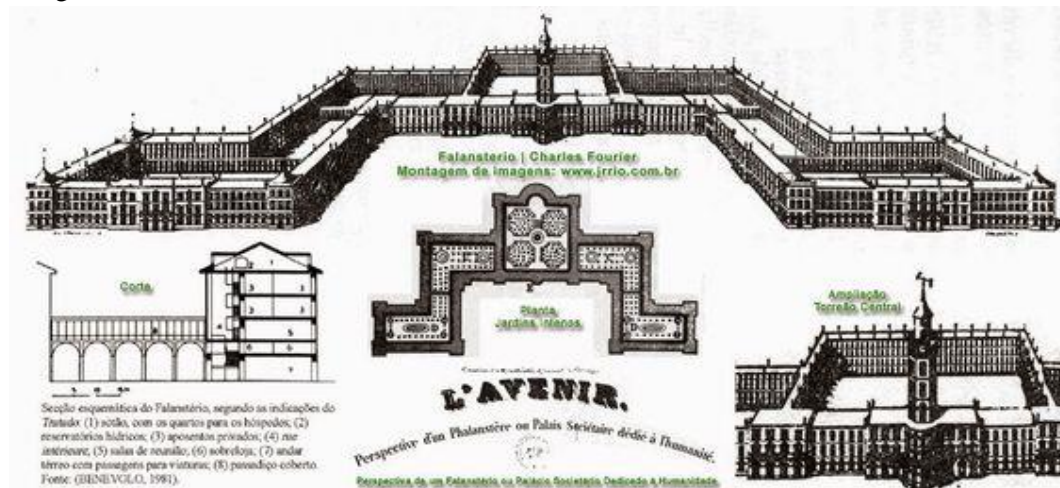 Falansterio | Charles Fourier
Montagem de imagens: www.jrrio.com.br
Corte
Planta
Jardins Internos
Ampliação
Torreão Central
Secção esquemática do Falanstério, segundo as indicações do
Tratado: (1) sótão, com os quartos para os hóspedes; (2)
reservatórios hídricos; (3) aposentos privados; (4) rue
intérieure; (5) salas de reunião; (6) sobreloja; (7) andar
térreo com passagens para viaturas; (8) passadiço coberto.
Fonte: (BENEVOLO, 1981).
L'AVENIR.
Perspective d'un Phalanstère ou Palais Sociétaire dédié à l'humanité.
Perspectiva de um Falanstério ou Palácio Societário Dedicado à Humanidade